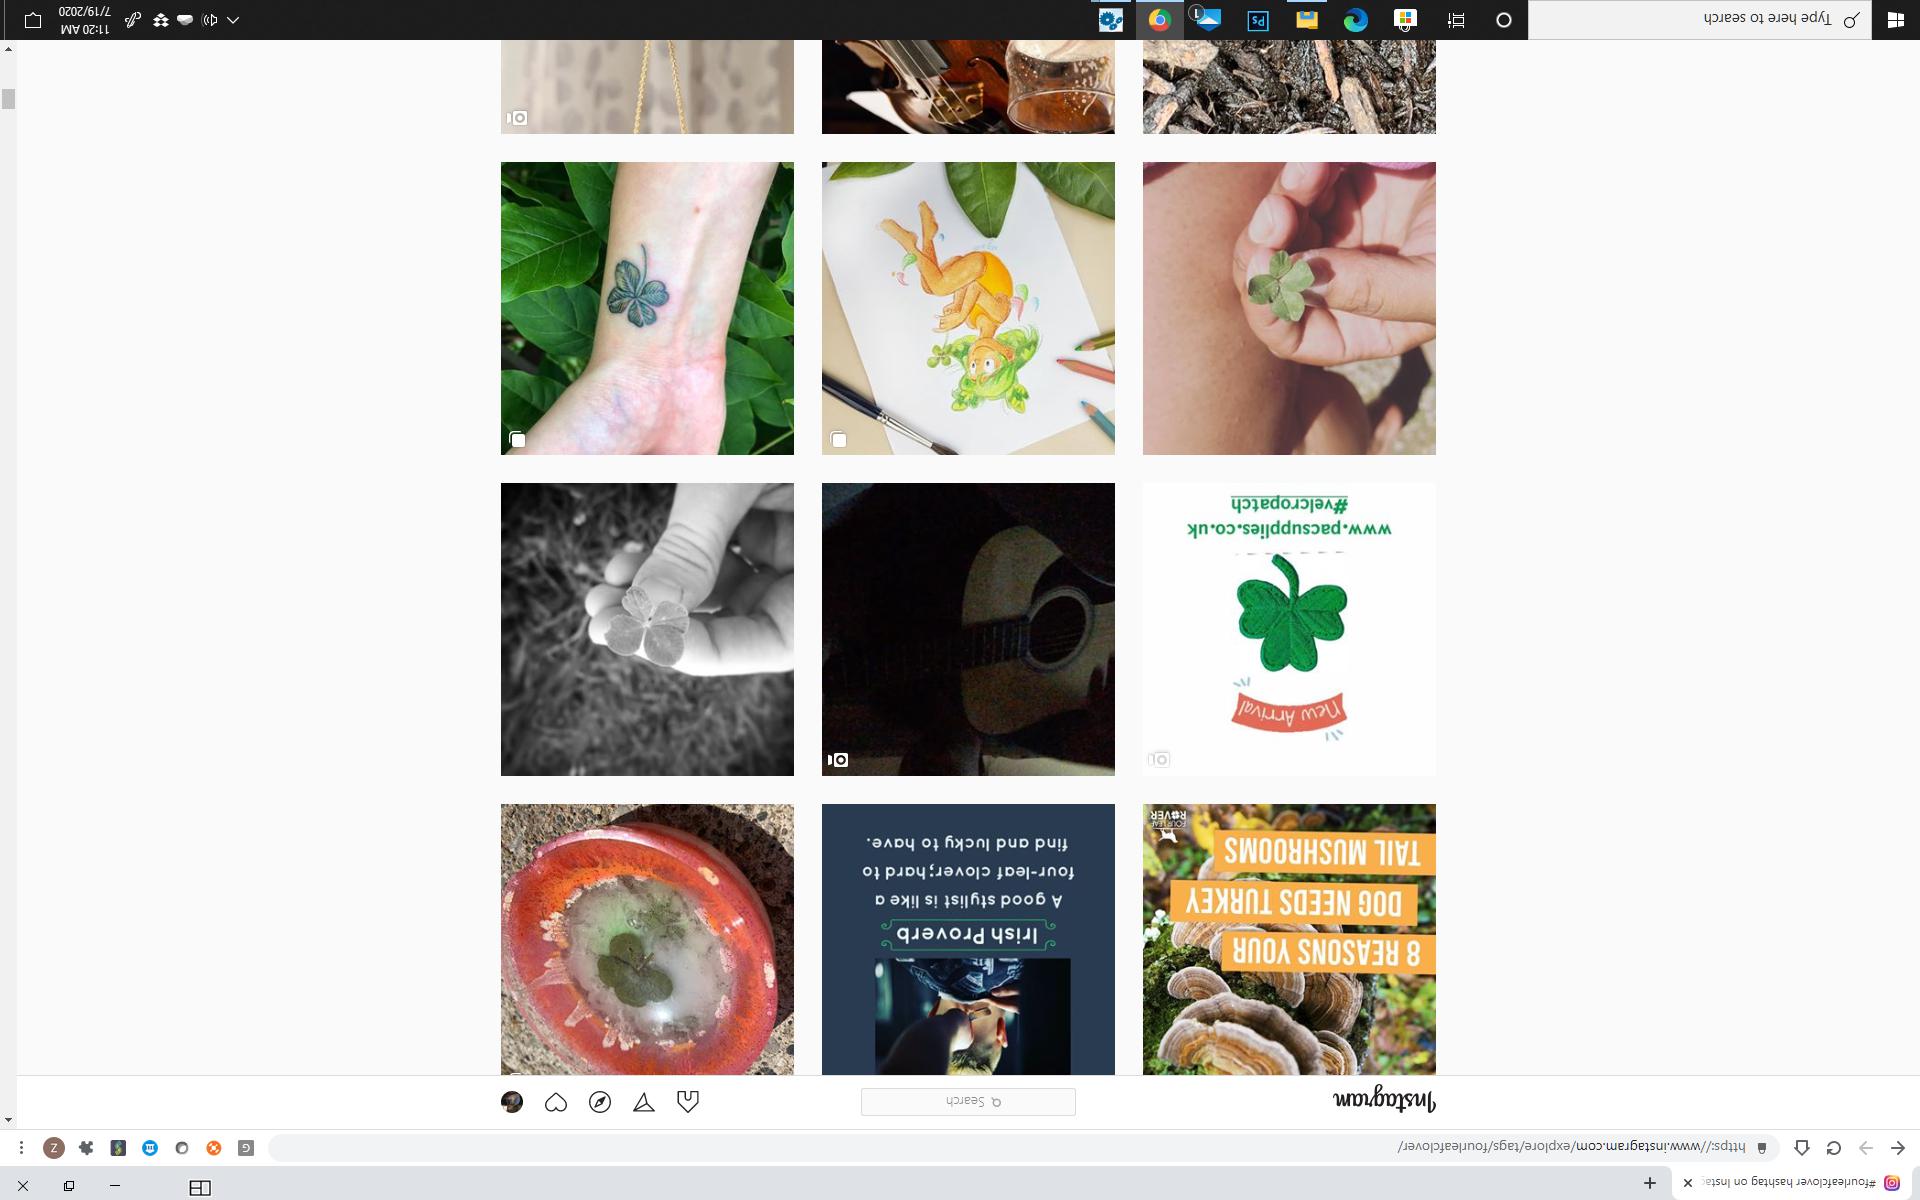 #fourleafclover hashtag on Insta
https://www.instagram.com/explore/tags/fourleafclover/
G
Z
Instagram
Search
8 REASONS YOUR
DOG NEEDS TURKEY
TAIL MUSHROOMS
FOUR LEAF
ROVER
Irish Proverb
A good stylist is like a
four-leaf clover;hard to
find and lucky to have.
New Arrival
www.pacsupplies.co.uk
#velcropatch
Type here to search
Ps
1
11:20 AM
7/19/2020